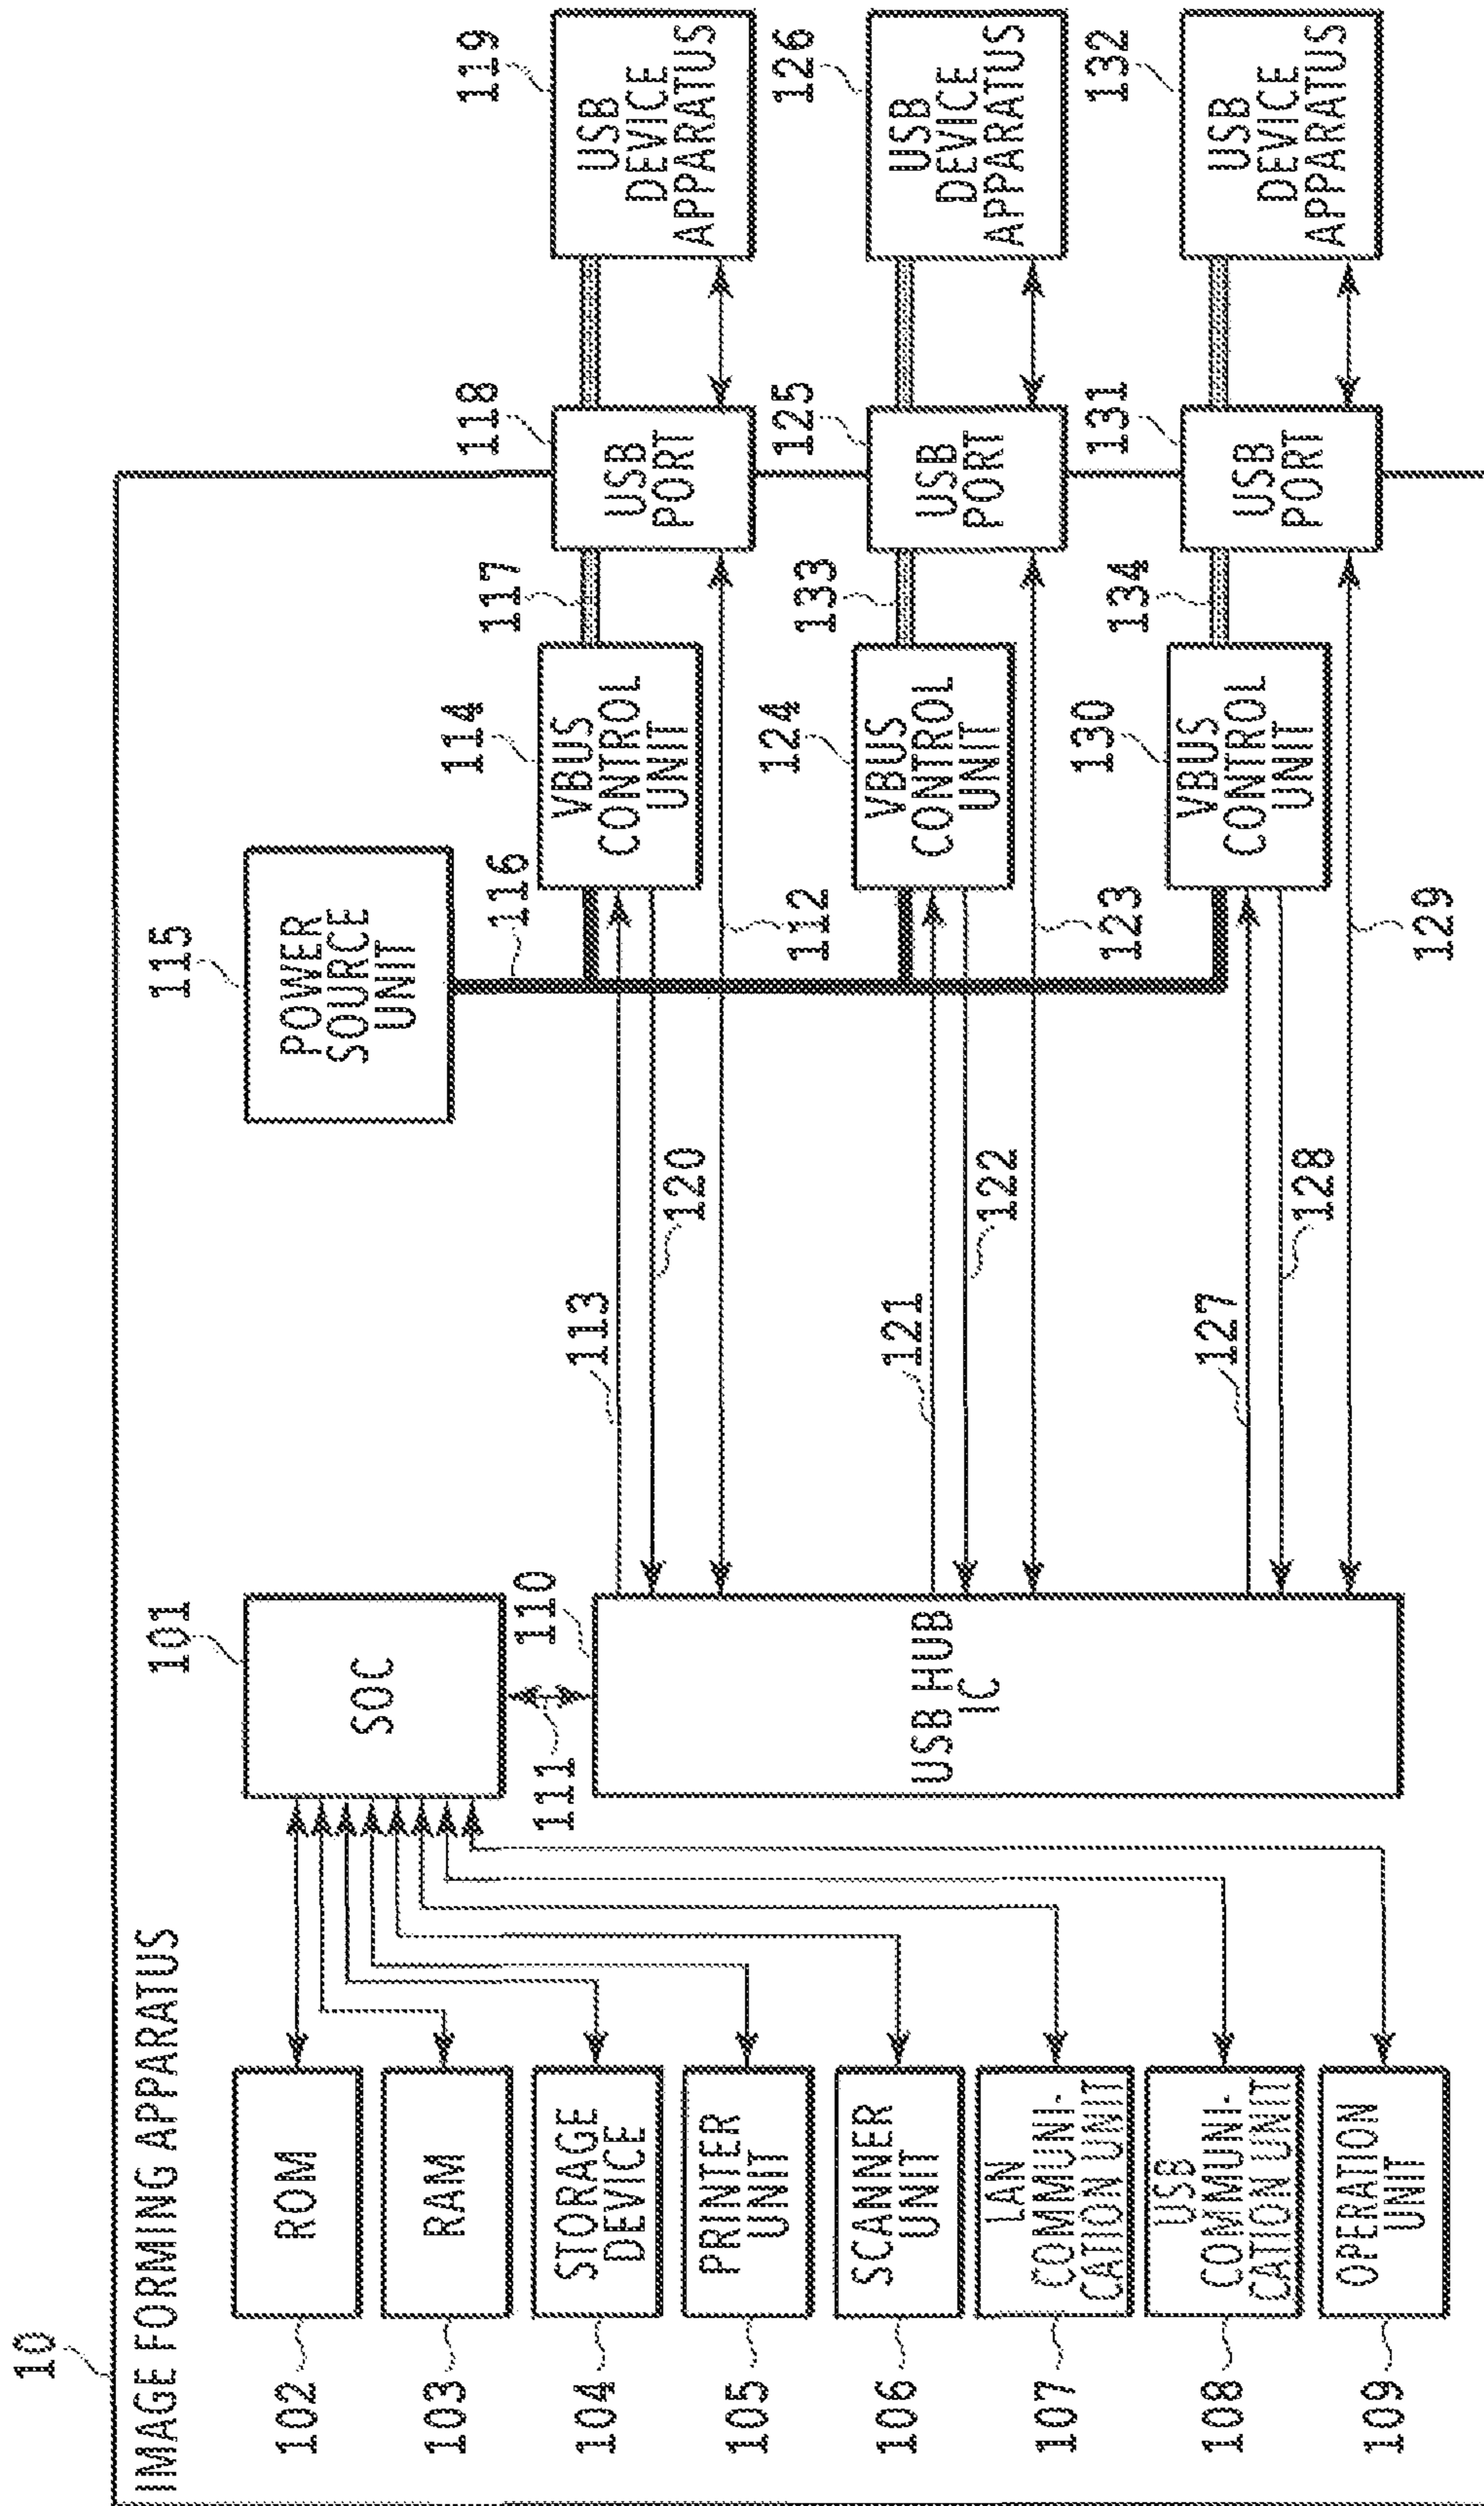 10
IMAGE FORMING APPARATUS
102
ROM
103
RAM
104
STORAGE
DEVICE
105
PRINTER
UNIT
106
SCANNER
UNIT
107
LAN
COMMUNI-
CATION UNIT
108
USB
COMMUNI-
CATION UNIT
109
OPERATION
UNIT
101
SOC
111
110
USB HUB
IC
115
POWER
SOURCE
UNIT
116
113
120
112
121
122
123
127
128
129
114
VBUS
CONTROL
UNIT
124
VBUS
CONTROL
UNIT
130
VBUS
CONTROL
UNIT
117
133
134
118
USB
PORT
125
USB
PORT
131
USB
PORT
119
USB
DEVICE
APPARATUS
126
USB
DEVICE
APPARATUS
132
USB
DEVICE
APPARATUS